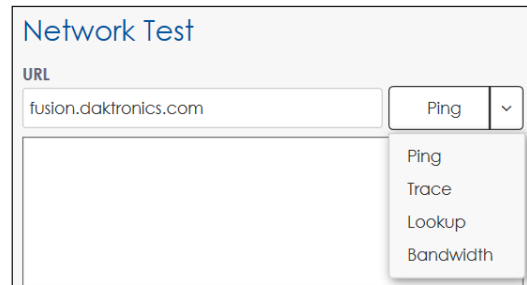 Network Test
URL
fusion.daktronics.com
Ping
Ping
Trace
Lookup
Bandwidth